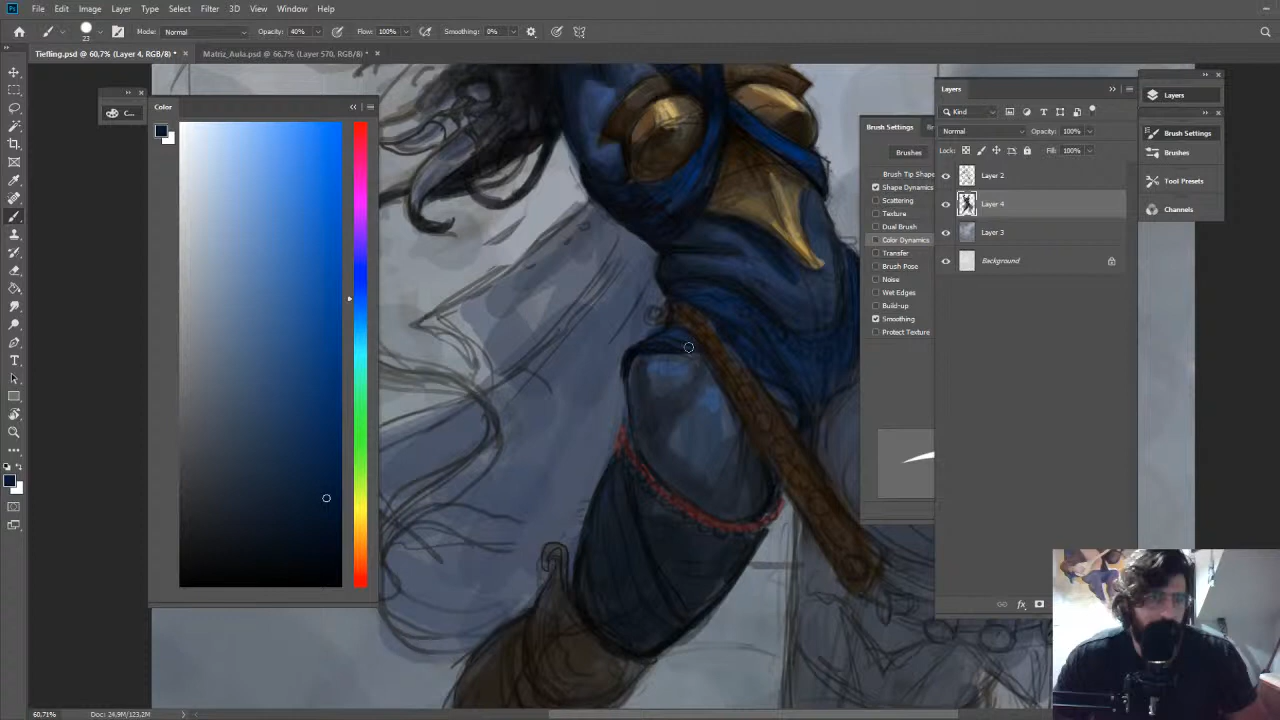 Ps File Edit Image Layer Type Select Filter 3D View Window Help
23 Mode: Normal Opacity: 40% Flow: 100% Smoothing: 0%
Tiefling.psd @ 60,7% (Layer 4, RGB/8) * × Matriz_Aula.psd @ 66,7% (Layer 570, RGB/8) * ×
C...
Color
Brush Settings
Brushes
Brush Tip Shape
Shape Dynamics
Scattering
Texture
Dual Brush
Color Dynamics
Transfer
Brush Pose
Noise
Wet Edges
Build-up
Smoothing
Protect Texture
Layers
Kind
Normal Opacity: 100%
Lock: Fill: 100%
Layer 2
Layer 4
Layer 3
Background
fx
Layers
Brush Settings
Brushes
Tool Presets
Channels
60,71% Doc: 24,9M/123,2M